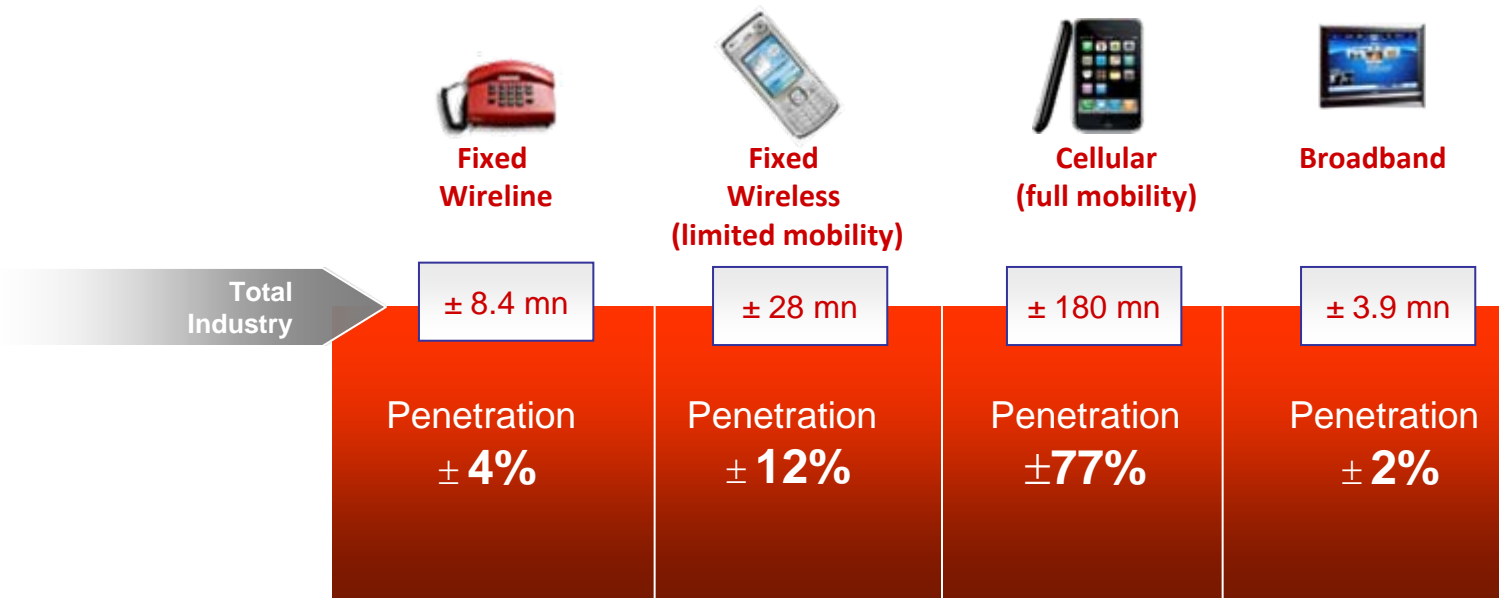 Fixed
Wireline
Fixed
Wireless
(limited mobility)
Cellular
(full mobility)
Broadband
Total
Industry
± 8.4 mn
± 28 mn
± 180 mn
± 3.9 mn
Penetration
± 4%
Penetration
± 12%
Penetration
±77%
Penetration
± 2%